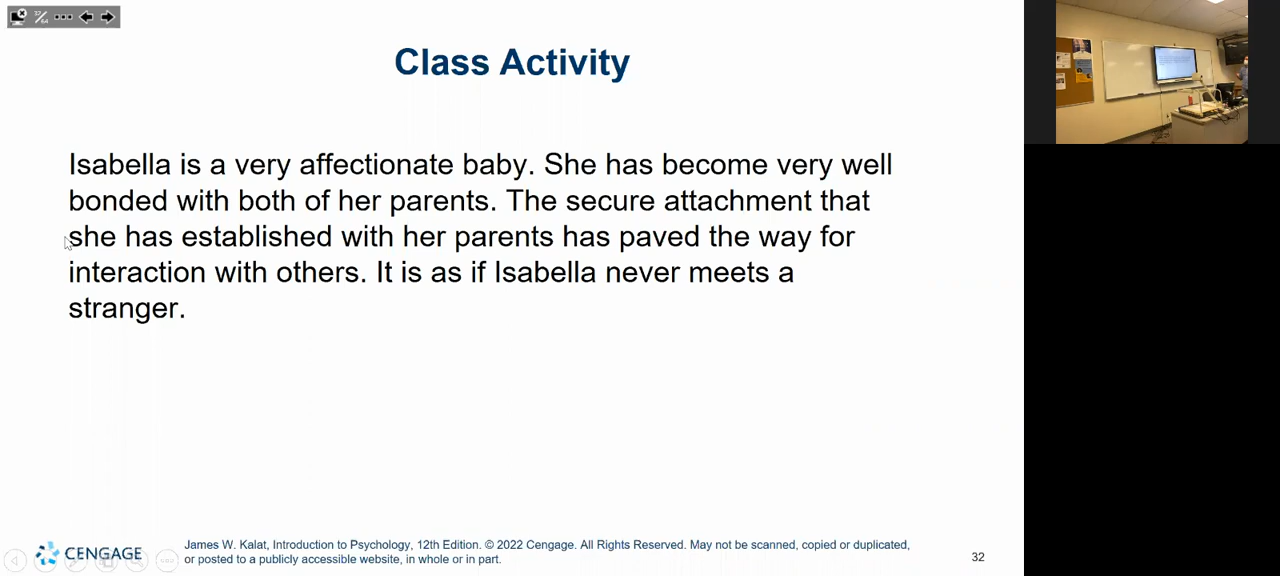 Class Activity
Isabella is a very affectionate baby. She has become very well
bonded with both of her parents. The secure attachment that
she has established with her parents has paved the way for
interaction with others. It is as if Isabella never meets a
stranger.
CENGAGE
James W. Kalat, Introduction to Psychology, 12th Edition. © 2022 Cengage. All Rights Reserved. May not be scanned, copied or duplicated,
or posted to a publicly accessible website, in whole or in part.
32